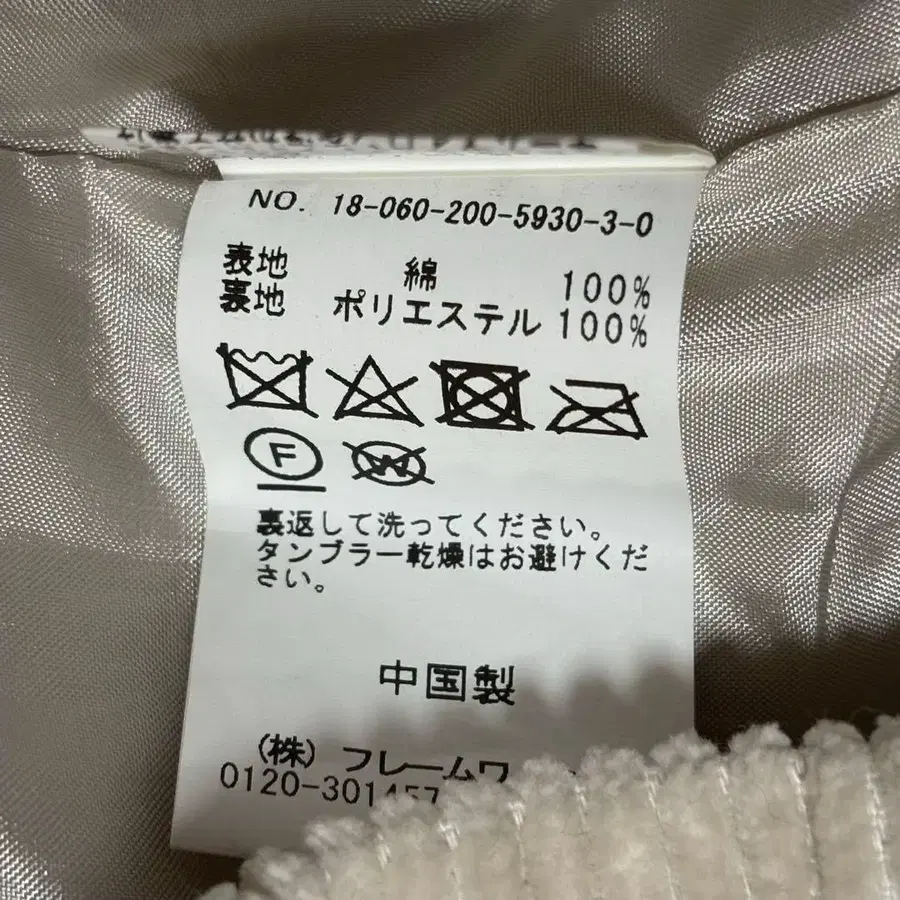 NO. 18-060-200-5930-3-0
表地 綿 100%
裏地 ポリエステル 100%
F
W
裏返して洗ってください。
タンブラー乾燥はお避けくだ
さい。
中国製
(株) フレームワ
0120-301457